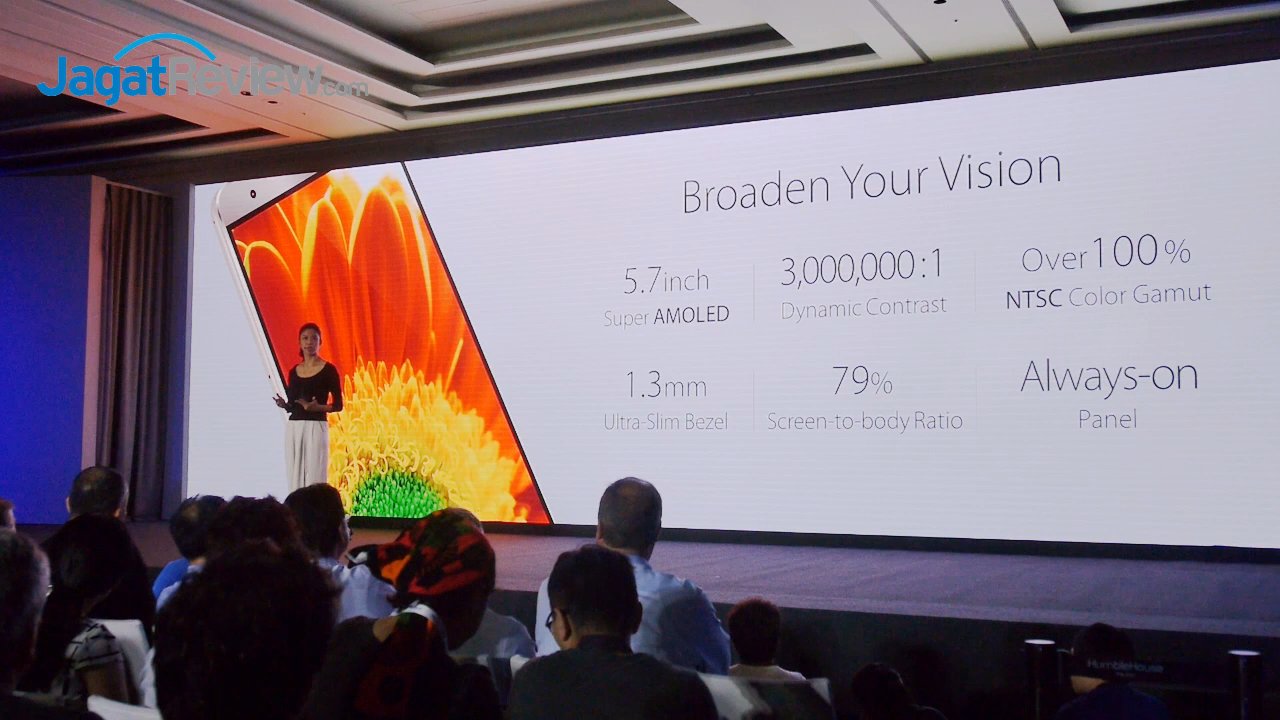 JagatReview.com
Broaden Your Vision
5.7inch
Super AMOLED
3,000,000:1
Dynamic Contrast
Over 100%
NTSC Color Gamut
1.3mm
Ultra-Slim Bezel
79%
Screen-to-body Ratio
Always-on
Panel
HumbleHouse